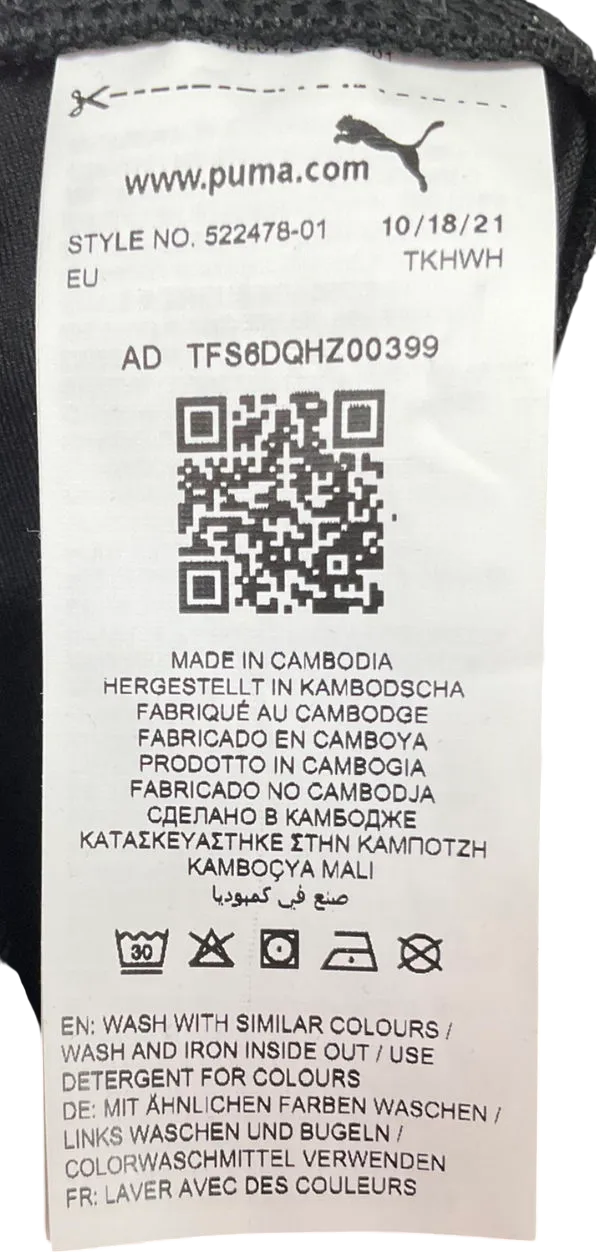 www.puma.com
STYLE NO. 522478-01 10/18/21
EU TKHWH
AD TFS6DQHZ00399
MADE IN CAMBODIA
HERGESTELLT IN KAMBODSCHA
FABRIQUÉ AU CAMBODGE
FABRICADO EN CAMBOYA
PRODOTTO IN CAMBOGIA
FABRICADO NO CAMBODJA
СДЕЛАНО В КАМБОДЖЕ
ΚΑΤΑΣΚΕΥΑΣΤΗΚΕ ΣΤΗΝ ΚΑΜΠΟΤΖΗ
KAMBOÇYA MALI
صنع في كمبوديا
30
EN: WASH WITH SIMILAR COLOURS /
WASH AND IRON INSIDE OUT / USE
DETERGENT FOR COLOURS
DE: MIT ÄHNLICHEN FARBEN WASCHEN /
LINKS WASCHEN UND BUGELN /
COLORWASCHMITTEL VERWENDEN
FR: LAVER AVEC DES COULEURS